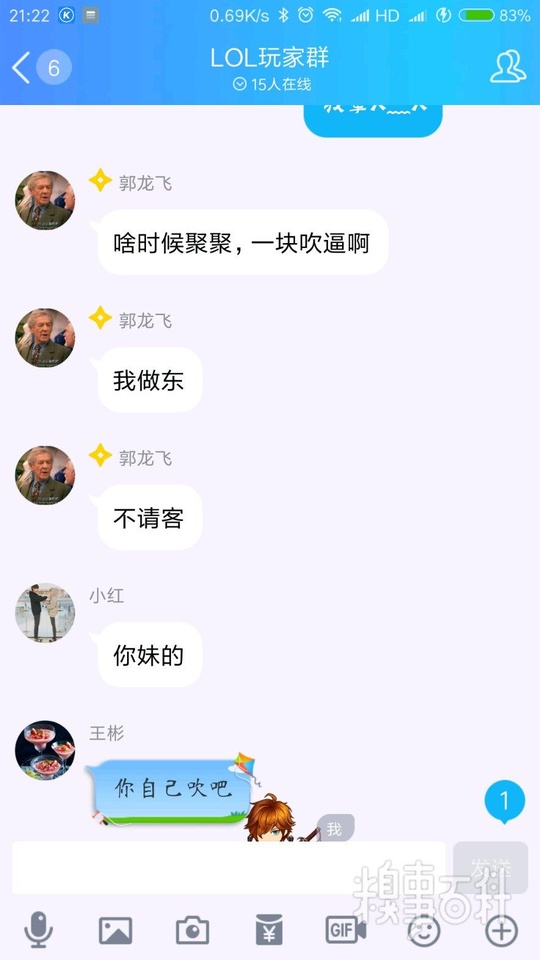 21:22 0.69K/s HD 83%
6
LOL玩家群
15人在线
郭龙飞
啥时候聚聚，一块吹逼啊
郭龙飞
我做东
郭龙飞
不请客
小红
你妹的
王彬
你自己吹吧
1
我
发送
GIF
糗事百科